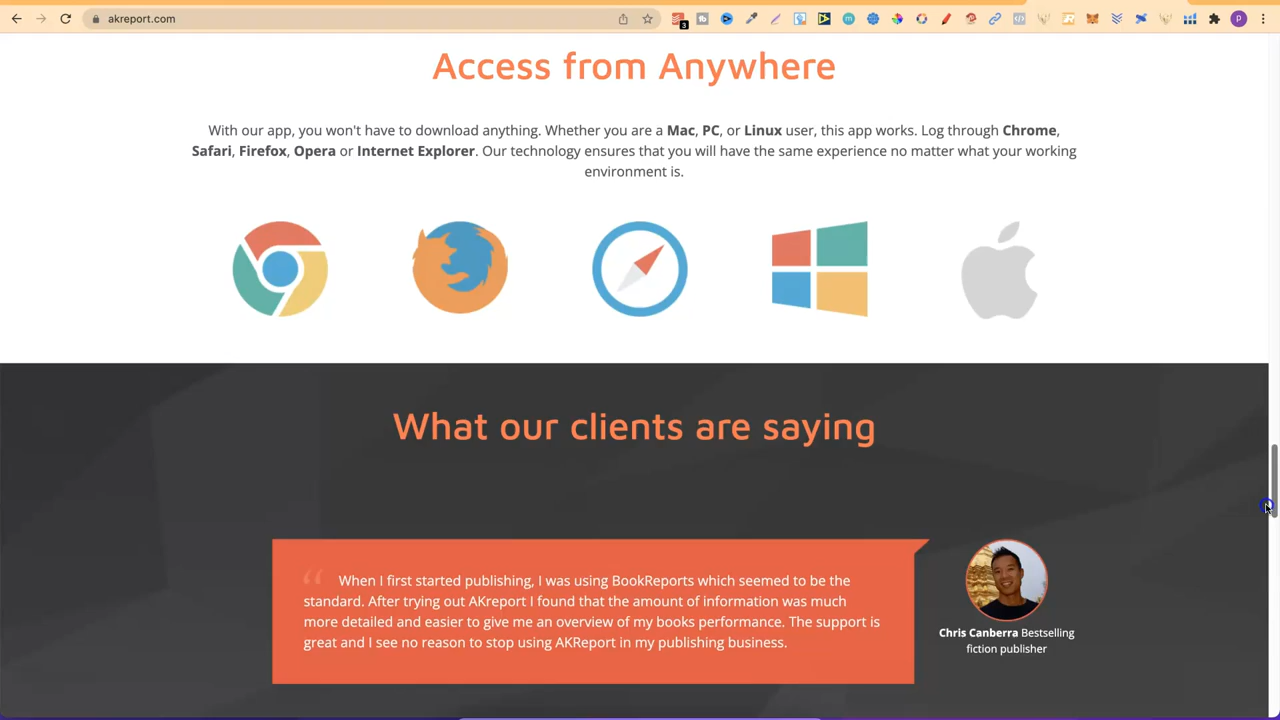 akreport.com
3
p
Access from Anywhere
With our app, you won't have to download anything. Whether you are a Mac, PC, or Linux user, this app works. Log through Chrome,
Safari, Firefox, Opera or Internet Explorer. Our technology ensures that you will have the same experience no matter what your working
environment is.
What our clients are saying
“ When I first started publishing, I was using BookReports which seemed to be the
standard. After trying out AKreport I found that the amount of information was much
more detailed and easier to give me an overview of my books performance. The support is
great and I see no reason to stop using AKReport in my publishing business.
Chris Canberra Bestselling
fiction publisher